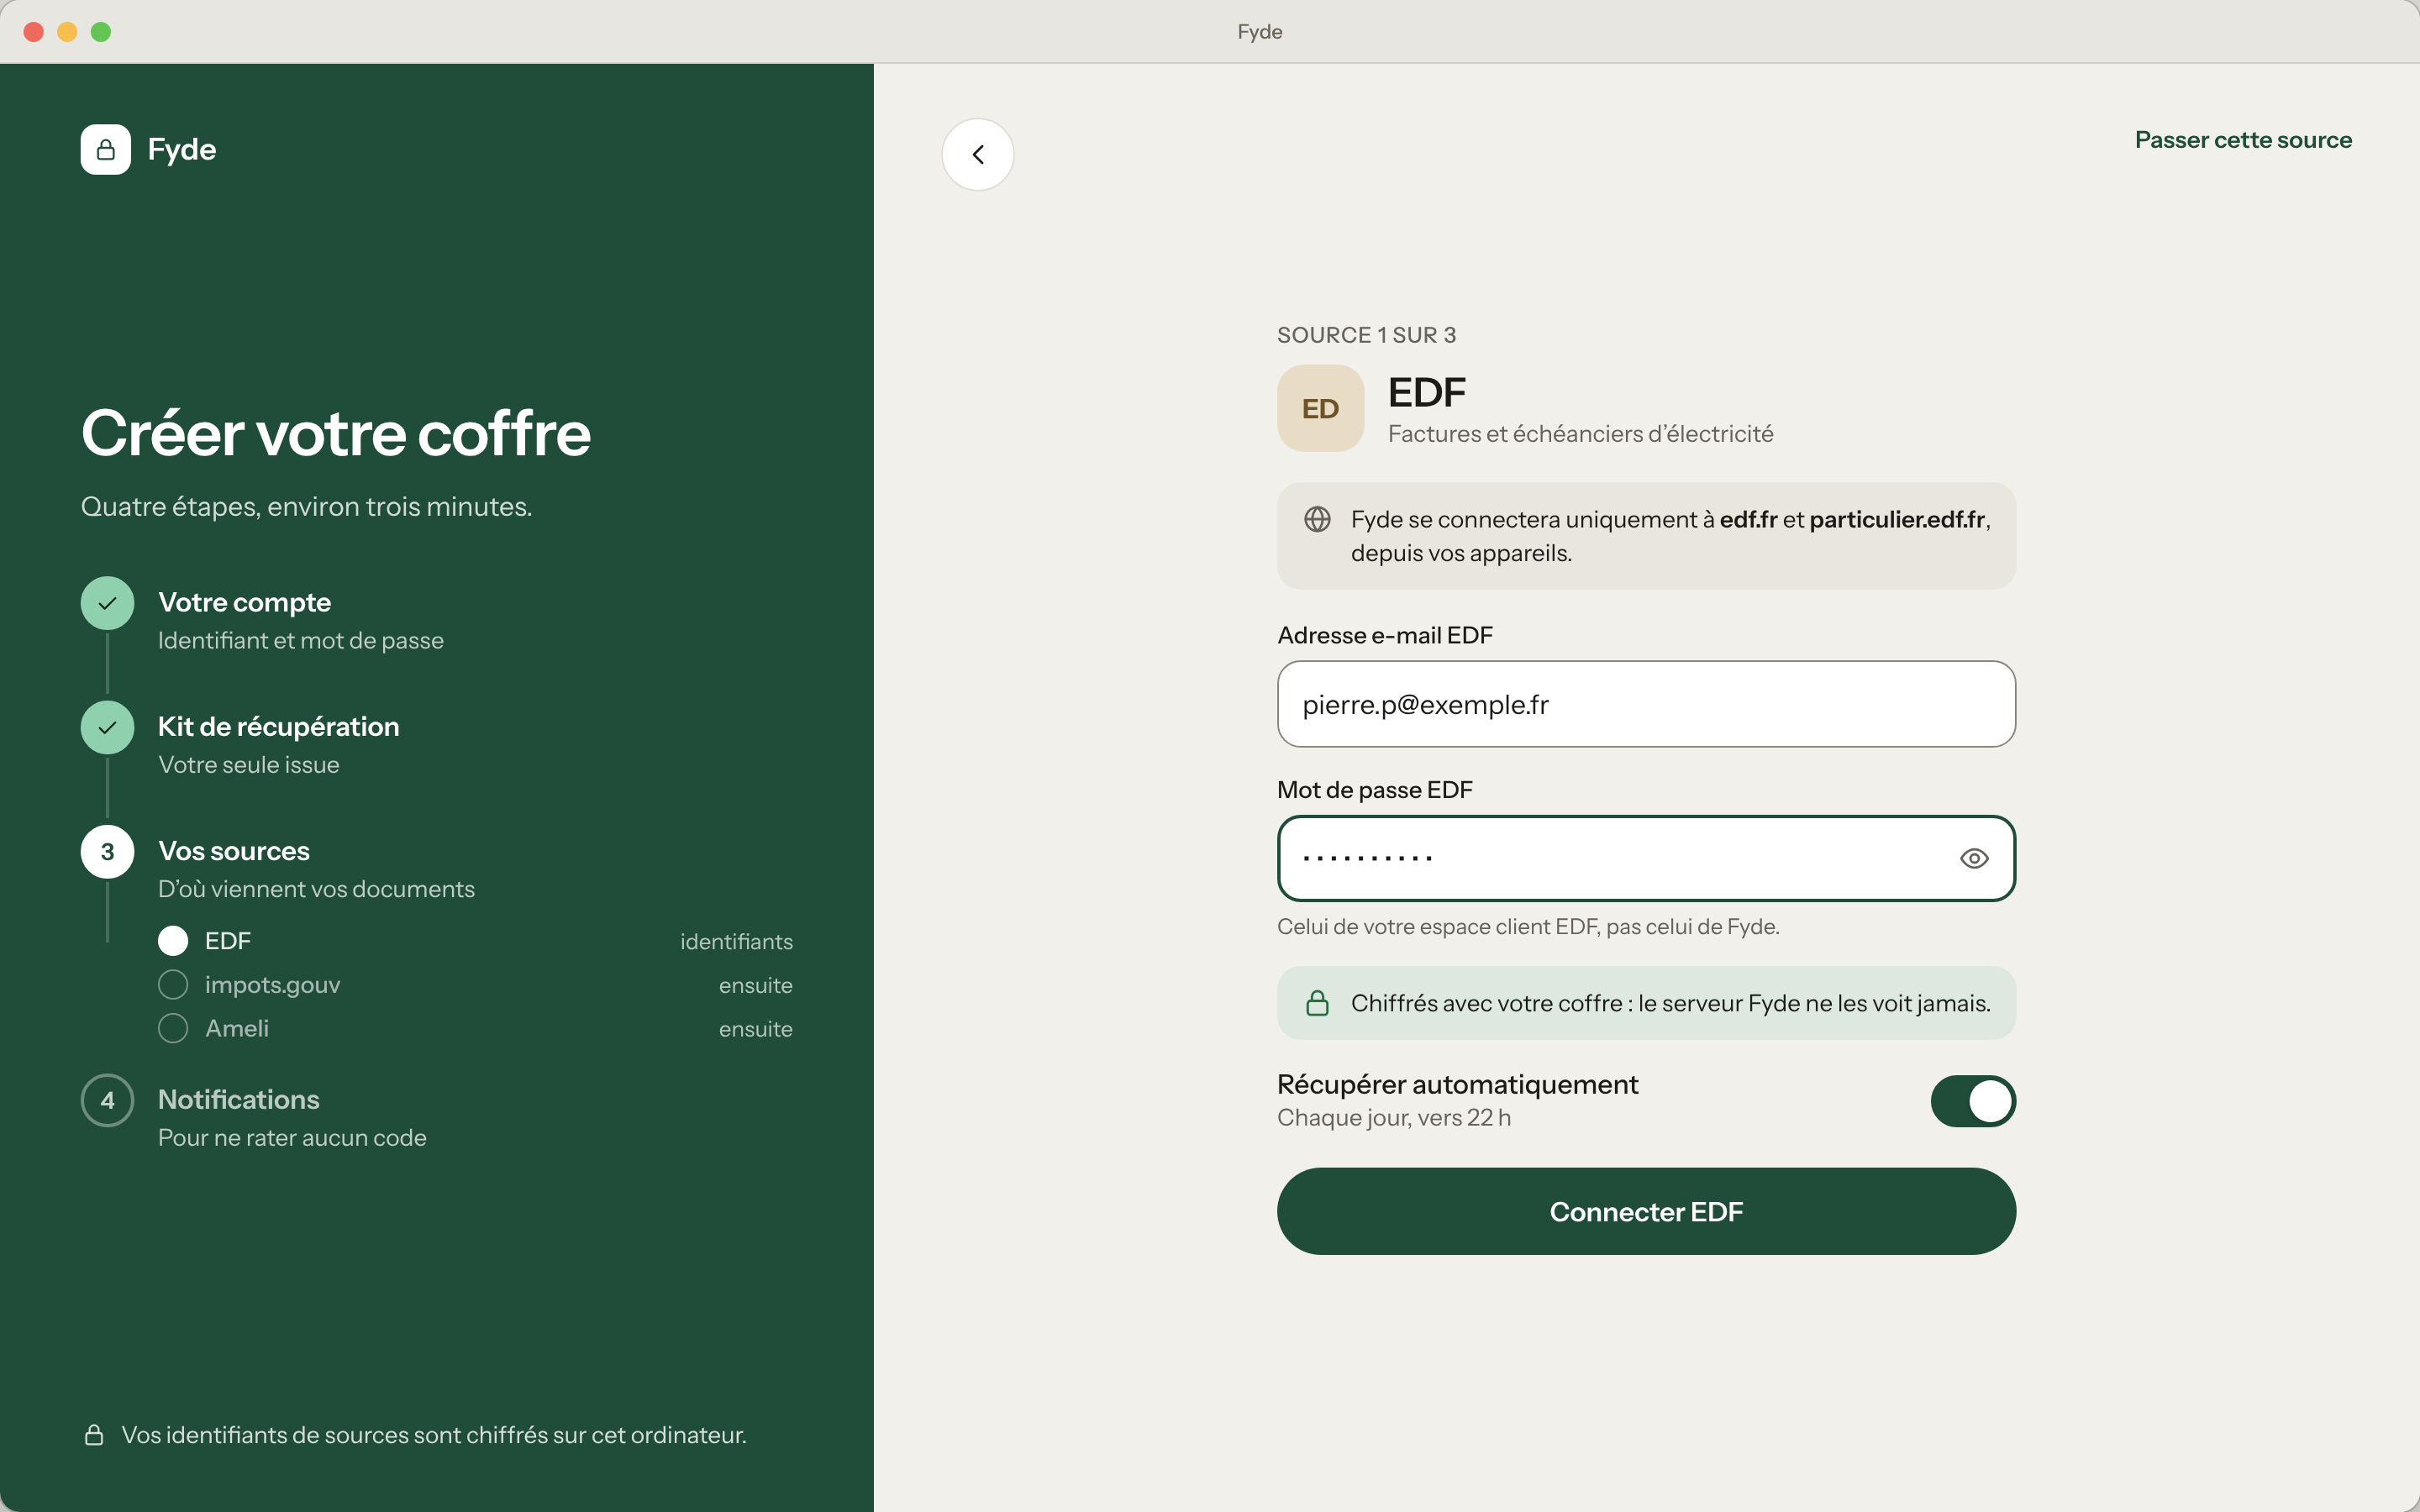 Fyde
Fyde
Créer votre coffre
Quatre étapes, environ trois minutes.
Votre compte
Identifiant et mot de passe
Kit de récupération
Votre seule issue
3
Vos sources
D’où viennent vos documents
EDF identifiants
impots.gouv ensuite
Ameli ensuite
4
Notifications
Pour ne rater aucun code
Vos identifiants de sources sont chiffrés sur cet ordinateur.
Passer cette source
SOURCE 1 SUR 3
ED
EDF
Factures et échéanciers d’électricité
Fyde se connectera uniquement à edf.fr et particulier.edf.fr,
depuis vos appareils.
Adresse e-mail EDF
pierre.p@exemple.fr
Mot de passe EDF
Celui de votre espace client EDF, pas celui de Fyde.
Chiffrés avec votre coffre : le serveur Fyde ne les voit jamais.
Récupérer automatiquement
Chaque jour, vers 22 h
Connecter EDF